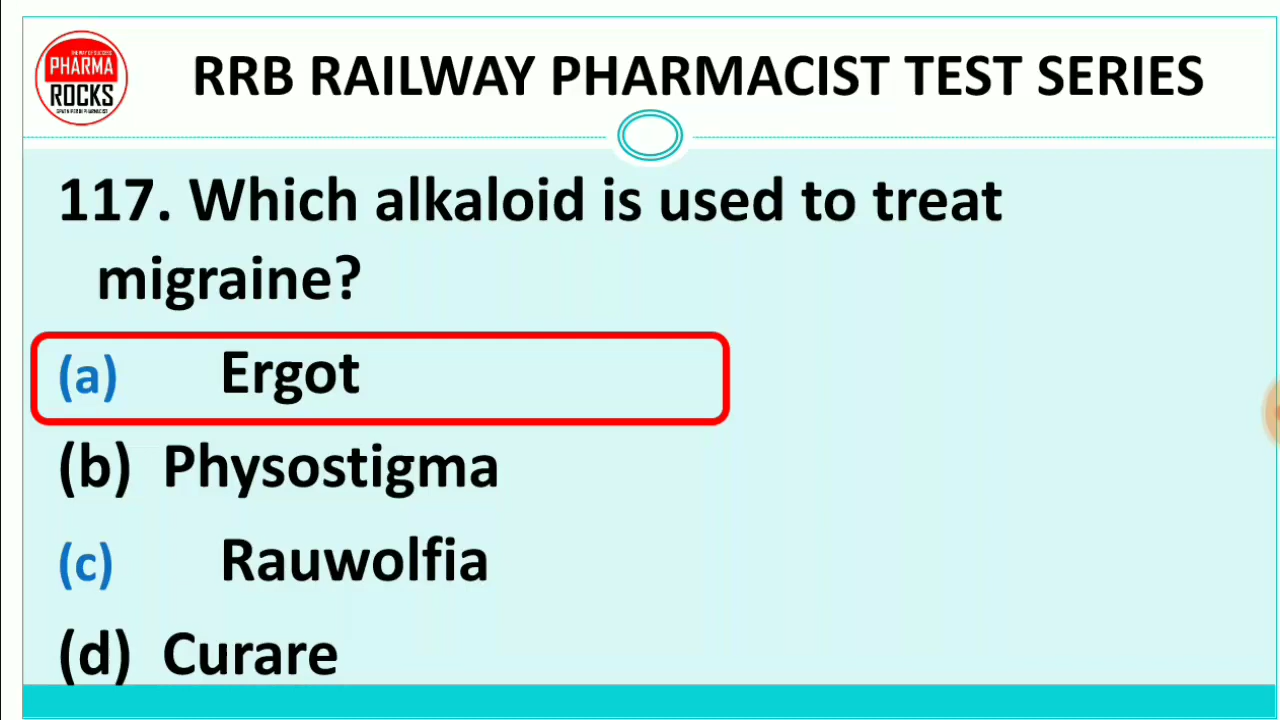 PHARMA
ROCKS
RRB RAILWAY PHARMACIST TEST SERIES
117. Which alkaloid is used to treat
migraine?
(a) Ergot
(b) Physostigma
(c) Rauwolfia
(d) Curare